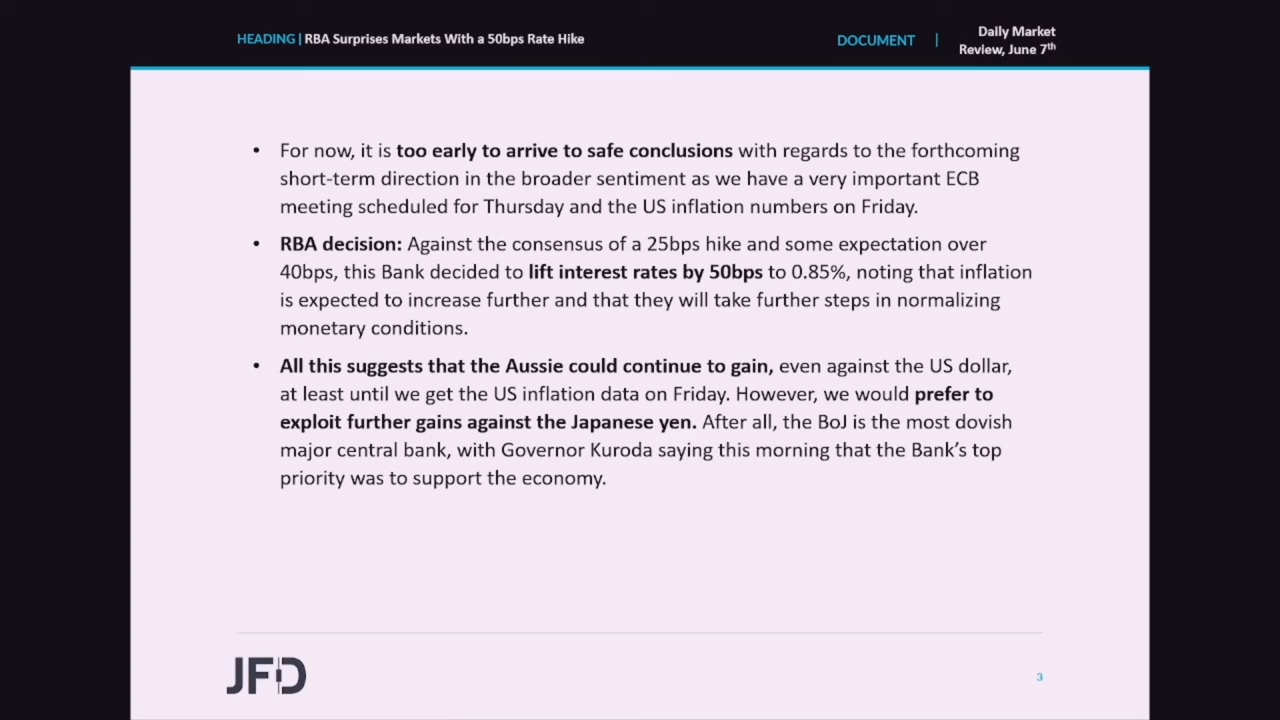 HEADING | RBA Surprises Markets With a 50bps Rate Hike
DOCUMENT |
Daily Market
Review, June 7th
• For now, it is too early to arrive to safe conclusions with regards to the forthcoming
short-term direction in the broader sentiment as we have a very important ECB
meeting scheduled for Thursday and the US inflation numbers on Friday.
• RBA decision: Against the consensus of a 25bps hike and some expectation over
40bps, this Bank decided to lift interest rates by 50bps to 0.85%, noting that inflation
is expected to increase further and that they will take further steps in normalizing
monetary conditions.
• All this suggests that the Aussie could continue to gain, even against the US dollar,
at least until we get the US inflation data on Friday. However, we would prefer to
exploit further gains against the Japanese yen. After all, the BoJ is the most dovish
major central bank, with Governor Kuroda saying this morning that the Bank’s top
priority was to support the economy.
JFD
3